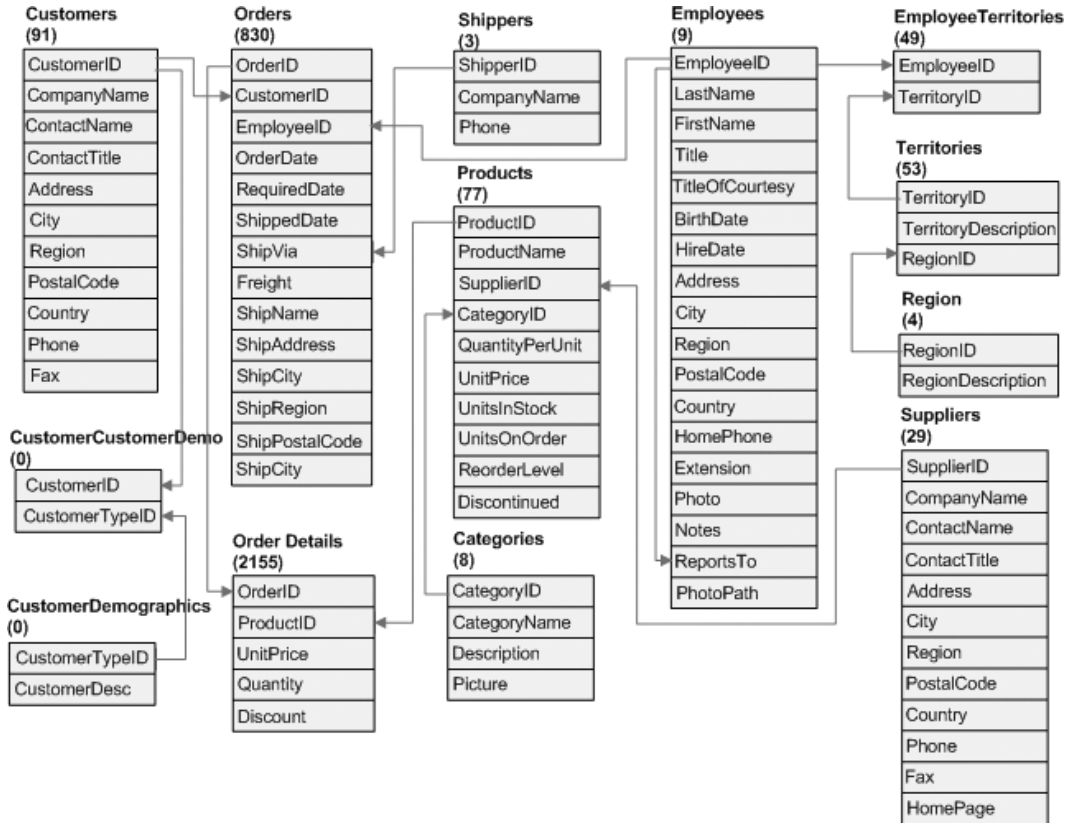 Customers
(91)
CustomerID
CompanyName
ContactName
ContactTitle
Address
City
Region
PostalCode
Country
Phone
Fax
CustomerCustomerDemo
(0)
CustomerID
CustomerTypeID
CustomerDemographics
(0)
CustomerTypeID
CustomerDesc
Orders
(830)
OrderID
CustomerID
EmployeeID
OrderDate
RequiredDate
ShippedDate
ShipVia
Freight
ShipName
ShipAddress
ShipCity
ShipRegion
ShipPostalCode
ShipCity
Order Details
(2155)
OrderID
ProductID
UnitPrice
Quantity
Discount
Shippers
(3)
ShipperID
CompanyName
Phone
Products
(77)
ProductID
ProductName
SupplierID
CategoryID
QuantityPerUnit
UnitPrice
UnitsInStock
UnitsOnOrder
ReorderLevel
Discontinued
Categories
(8)
CategoryID
CategoryName
Description
Picture
Employees
(9)
EmployeeID
LastName
FirstName
Title
TitleOfCourtesy
BirthDate
HireDate
Address
City
Region
PostalCode
Country
HomePhone
Extension
Photo
Notes
ReportsTo
PhotoPath
EmployeeTerritories
(49)
EmployeeID
TerritoryID
Territories
(53)
TerritoryID
TerritoryDescription
RegionID
Region
(4)
RegionID
RegionDescription
Suppliers
(29)
SupplierID
CompanyName
ContactName
ContactTitle
Address
City
Region
PostalCode
Country
Phone
Fax
HomePage